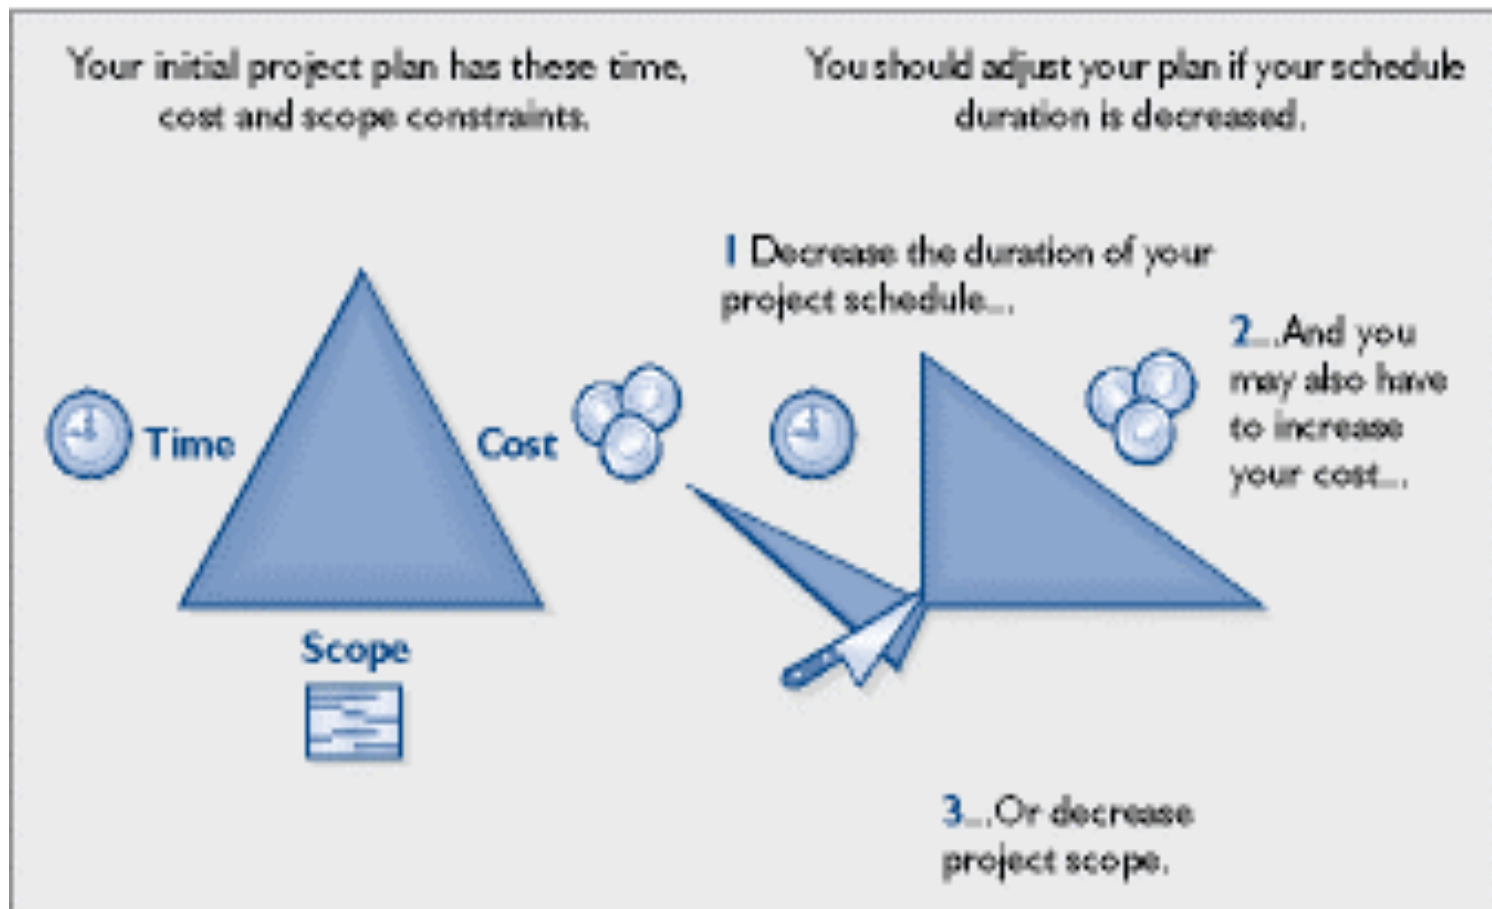 Your initial project plan has these time,
cost and scope constraints.
You should adjust your plan if your schedule
duration is decreased.
Time
Cost
Scope
1 Decrease the duration of your
project schedule...
2...And you
may also have
to increase
your cost...
3...Or decrease
project scope.